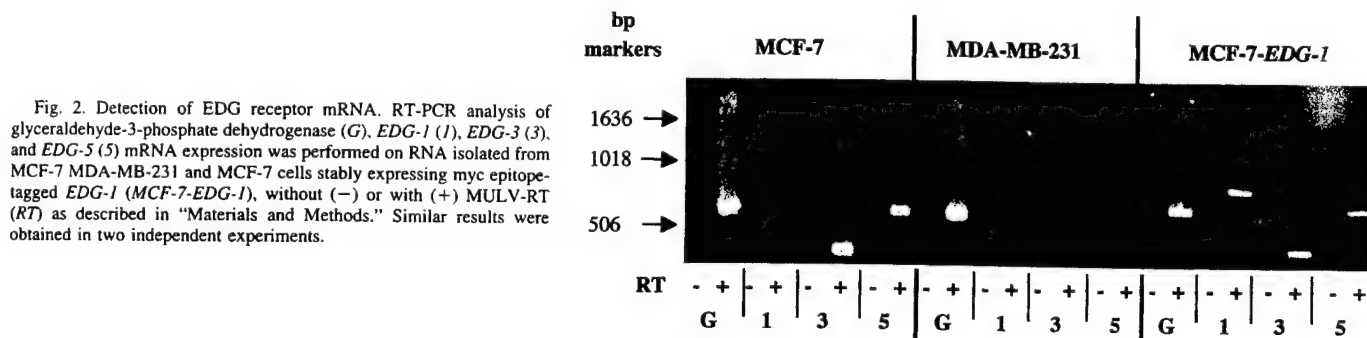 Fig. 2. Detection of EDG receptor mRNA. RT-PCR analysis of
glyceraldehyde-3-phosphate dehydrogenase (G), EDG-1 (1), EDG-3 (3),
and EDG-5 (5) mRNA expression was performed on RNA isolated from
MCF-7 MDA-MB-231 and MCF-7 cells stably expressing myc epitope-
tagged EDG-1 (MCF-7-EDG-1), without (−) or with (+) MULV-RT
(RT) as described in “Materials and Methods.” Similar results were
obtained in two independent experiments.
bp
markers
MCF-7 MDA-MB-231 MCF-7-EDG-1
1636
1018
506
RT - + - + - + - + - + - + - + - + - + - + - + - +
G 1 3 5 G 1 3 5 G 1 3 5